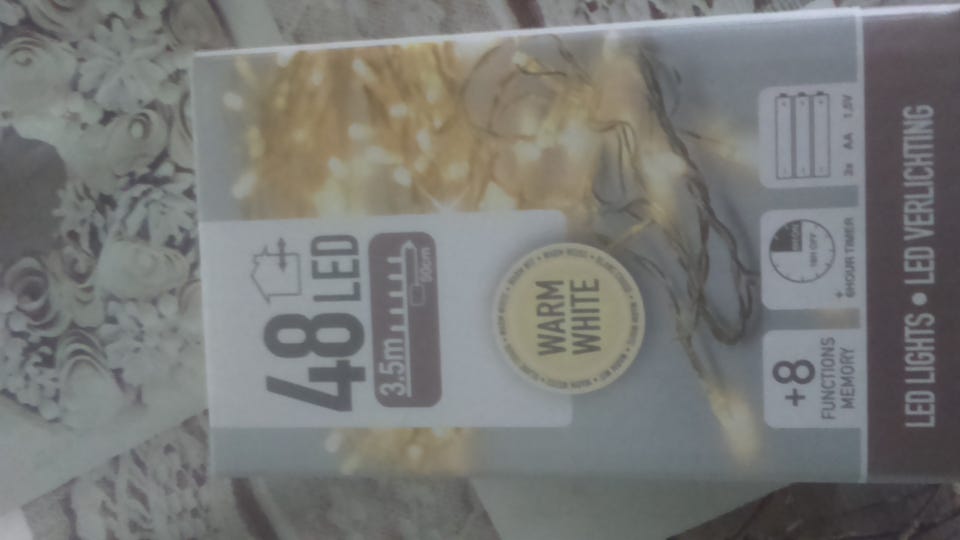 48 LED
3.5m
50cm
WARM
WHITE
+8
FUNCTIONS
MEMORY
6HOUR TIMER
3x AA 1,5V
LED LIGHTS • LED VERLICHTING